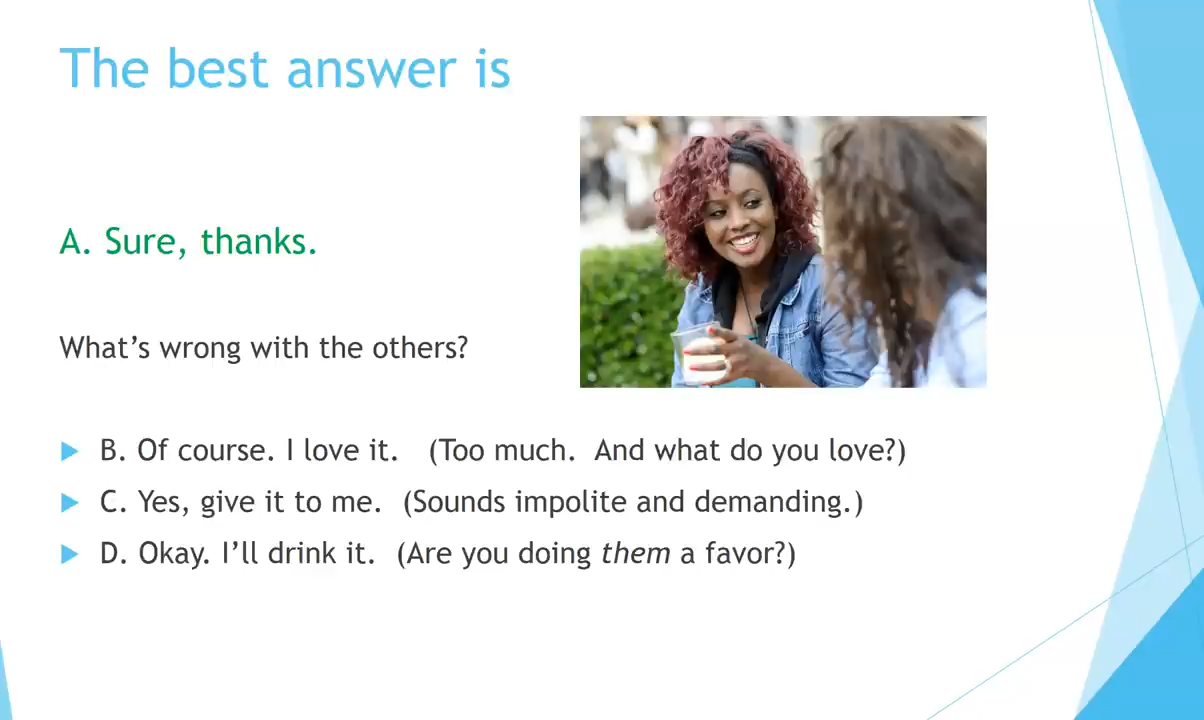 The best answer is
A. Sure, thanks.
What’s wrong with the others?
B. Of course. I love it. (Too much. And what do you love?)
C. Yes, give it to me. (Sounds impolite and demanding.)
D. Okay. I’ll drink it. (Are you doing them a favor?)